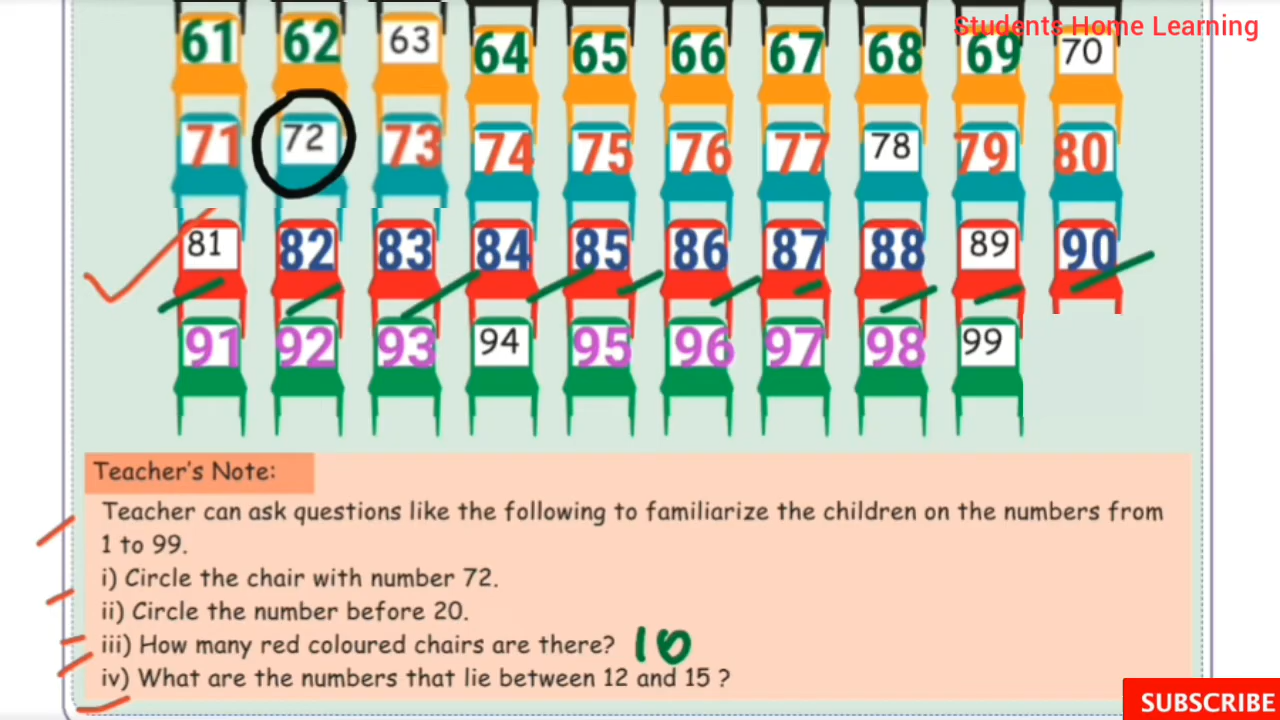 Students Home Learning
61 62 63 64 65 66 67 68 69 70
71 72 73 74 75 76 77 78 79 80
81 82 83 84 85 86 87 88 89 90
91 92 93 94 95 96 97 98 99
Teacher's Note:
Teacher can ask questions like the following to familiarize the children on the numbers from
1 to 99.
i) Circle the chair with number 72.
ii) Circle the number before 20.
iii) How many red coloured chairs are there? 10
iv) What are the numbers that lie between 12 and 15 ?
SUBSCRIBE